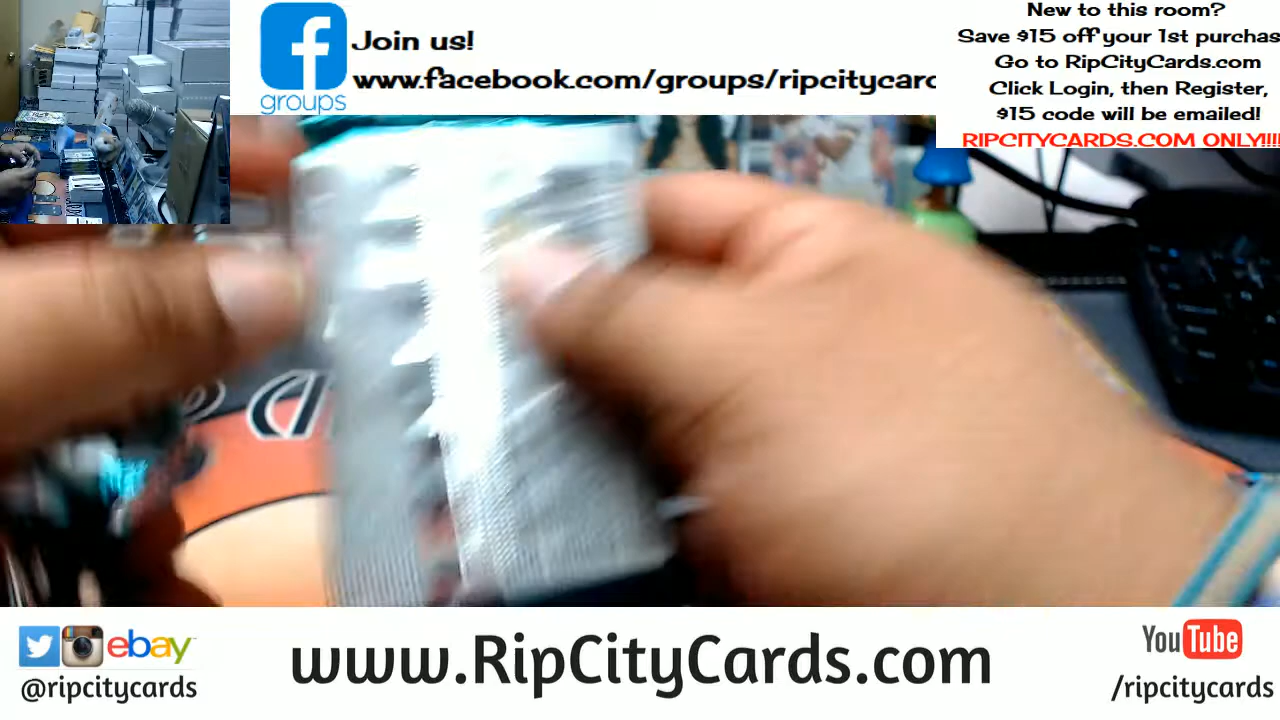 Join us!
www.facebook.com/groups/ripcitycarc
groups
New to this room?
Save $15 off your 1st purchas
Go to RipCityCards.com
Click Login, then Register,
$15 code will be emailed!
RIPCITYCARDS.COM ONLY!!!!
ebay
@ripcitycards
www.RipCityCards.com
YouTube
/ripcitycards